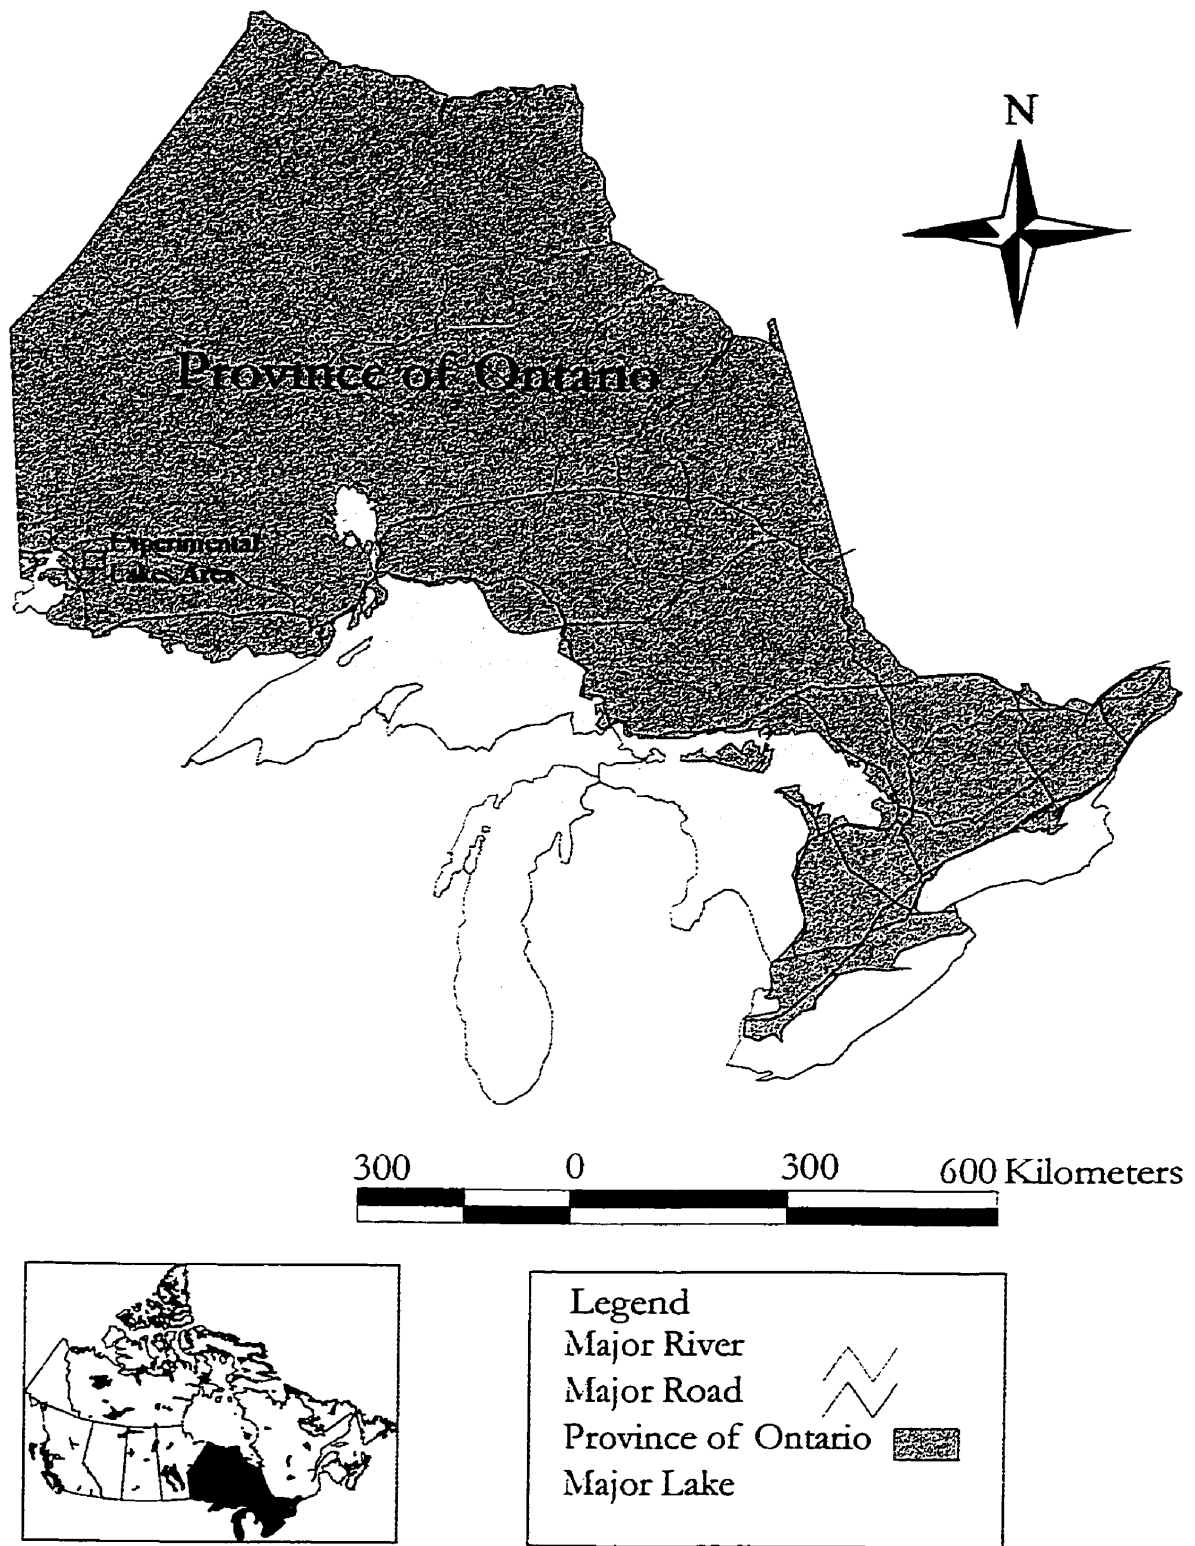 N
Province of Ontario
Experimental
Lakes Area
300 0 300 600 Kilometers
Legend
Major River
Major Road
Province of Ontario
Major Lake